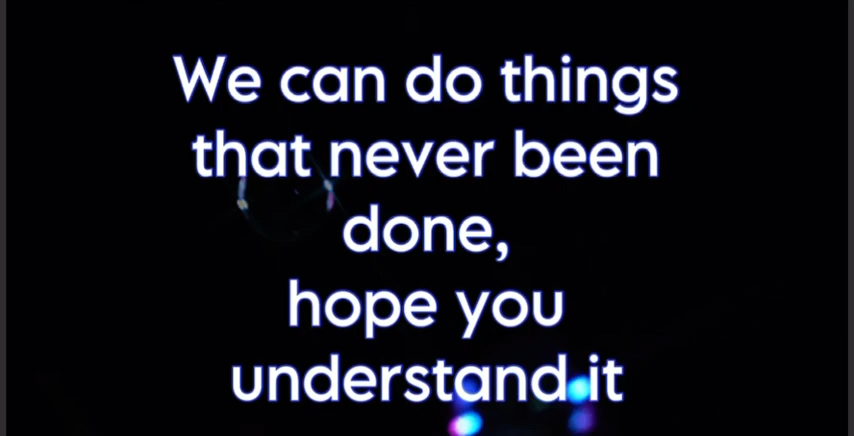 We can do things
that never been
done,
hope you
understand it